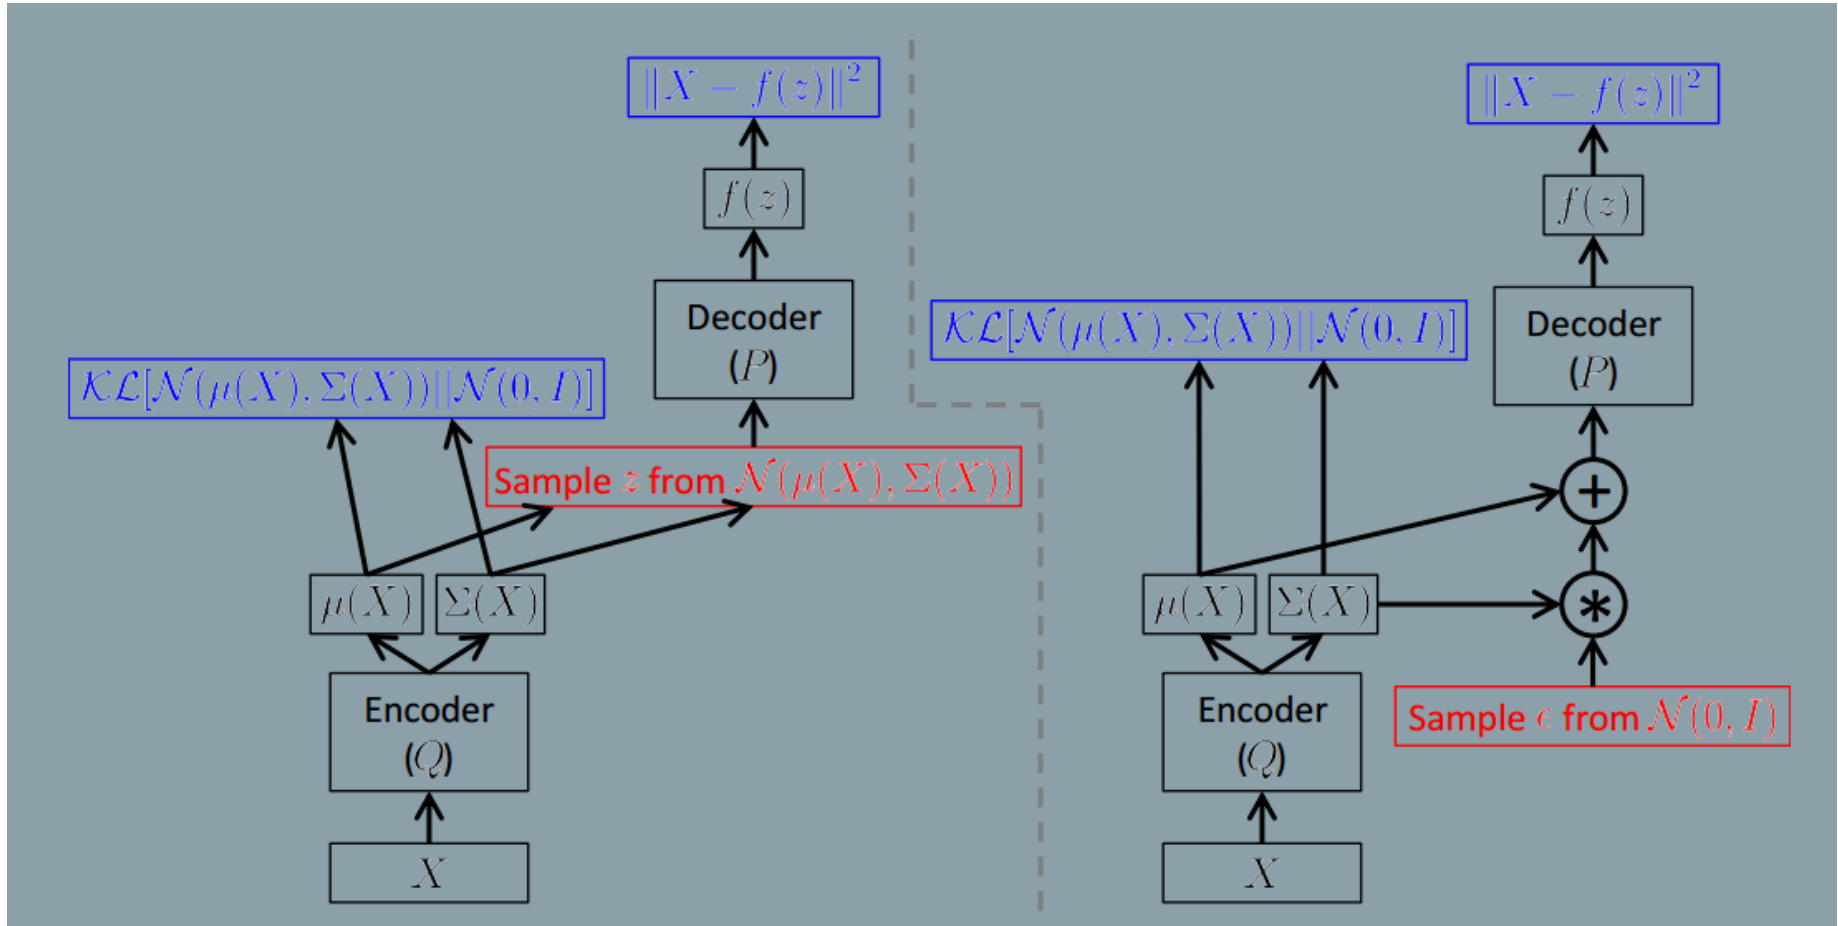 ‖X − f(z)‖²
f(z)
Decoder
(P)
𝒦ℒ[𝒩(μ(X), Σ(X))||𝒩(0, I)]
Sample z from 𝒩(μ(X), Σ(X))
μ(X) Σ(X)
Encoder
(Q)
X
‖X − f(z)‖²
f(z)
Decoder
(P)
𝒦ℒ[𝒩(μ(X), Σ(X))||𝒩(0, I)]
+
μ(X) Σ(X) *
Sample ϵ from 𝒩(0, I)
Encoder
(Q)
X